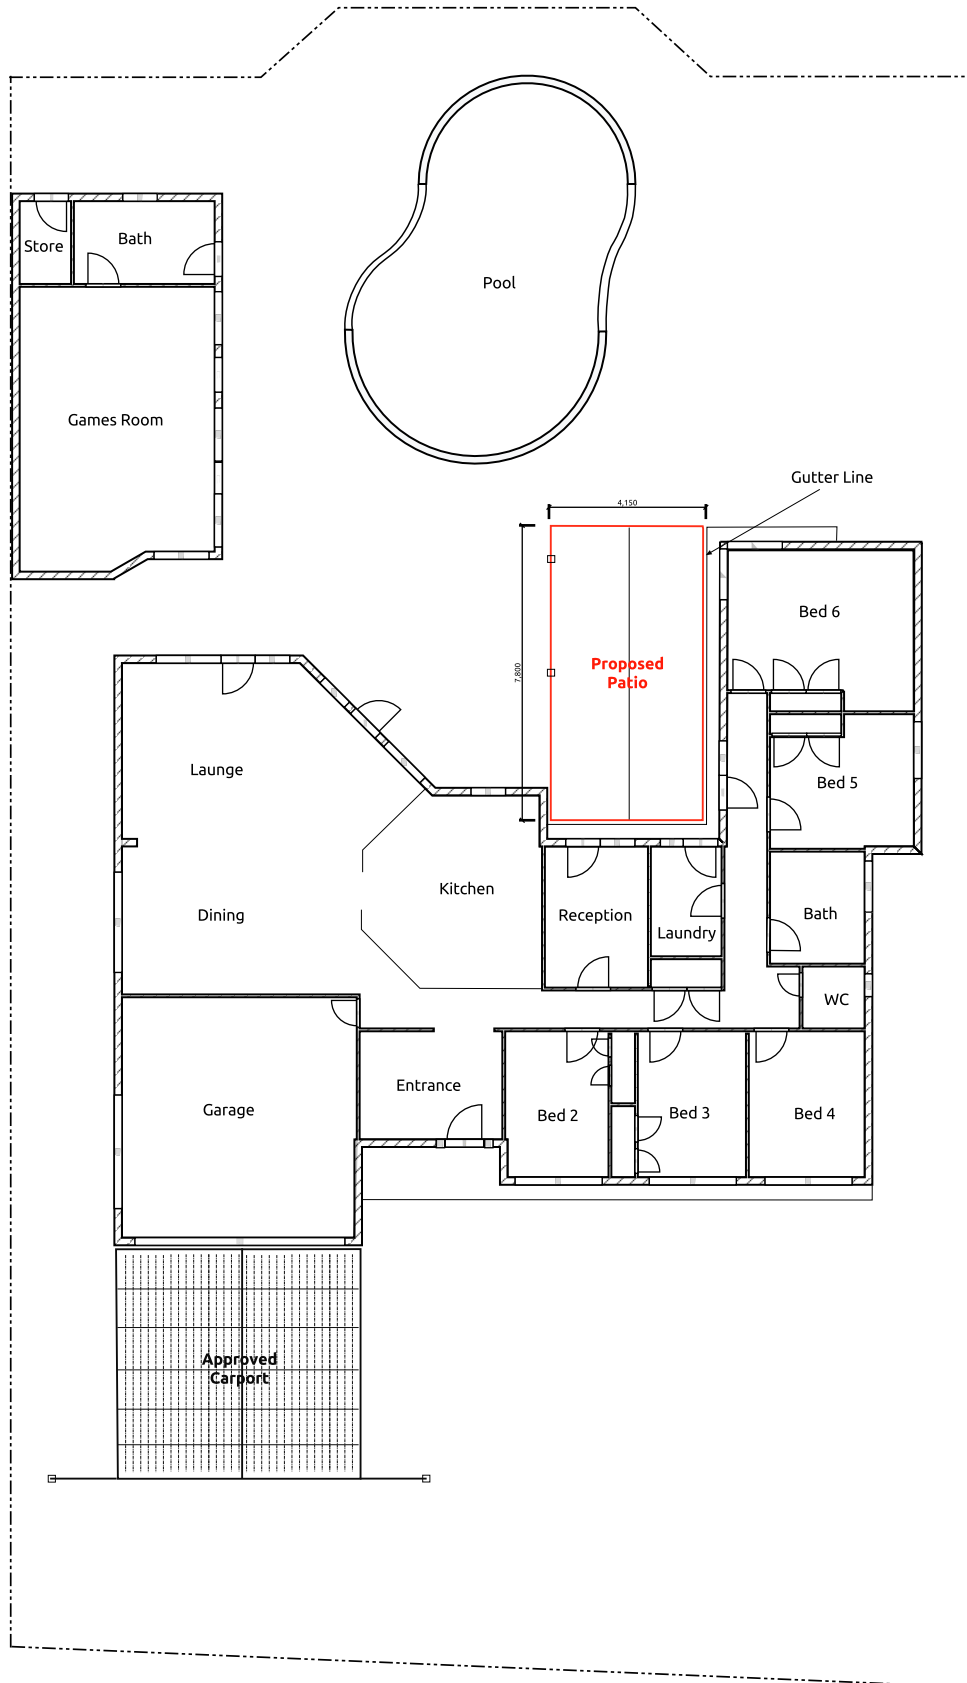 Store
Bath
Pool
Games Room
Gutter Line
4,150
Bed 6
Proposed
Patio
7,800
Launge
Bed 5
Kitchen
Dining
Reception
Laundry
Bath
WC
Entrance
Garage
Bed 2
Bed 3
Bed 4
Approved
Carport